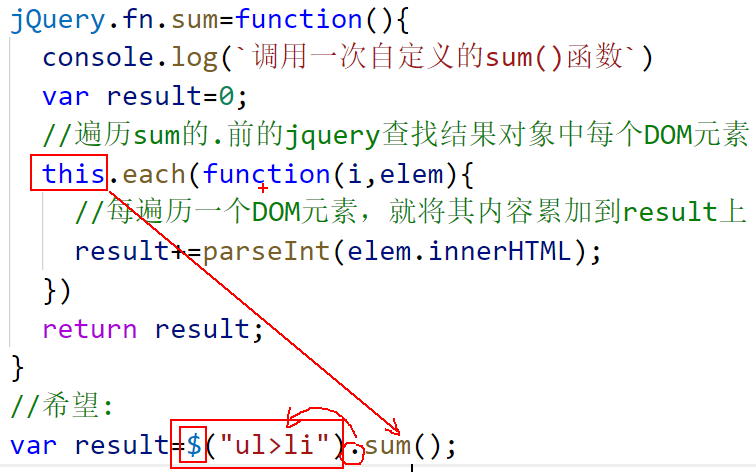 jQuery.fn.sum=function(){
console.log(`调用一次自定义的sum()函数`)
var result=0;
//遍历sum的.前的jquery查找结果对象中每个DOM元素
this.each(function(i,elem){
//每遍历一个DOM元素，就将其内容累加到result上
result+=parseInt(elem.innerHTML);
})
return result;
}
//希望:
var result=$("ul>li").sum();